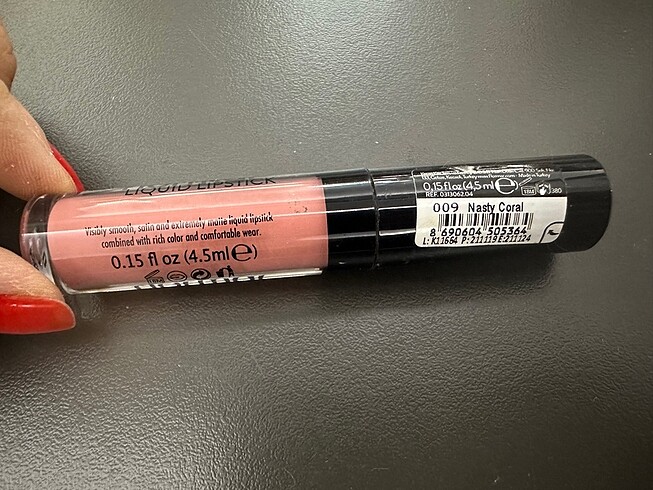 LIQUID LIPSTICK
Visibly smooth, satin and extremely matte liquid lipstick
combined with rich color and comfortable wear.
0.15 fl oz (4.5ml℮)
0.15 fl oz (4.5ml)℮
REF. 0313062.04
380
009 Nasty Coral
8 690604 505364
L: K11664 P: 211119 E: 211124